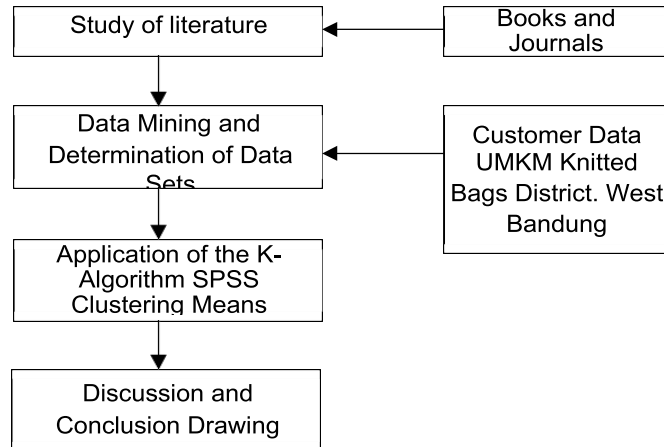 Study of literature
Books and
Journals
Data Mining and
Determination of Data
Sets
Customer Data
UMKM Knitted
Bags District. West
Bandung
Application of the K-
Algorithm SPSS
Clustering Means
Discussion and
Conclusion Drawing